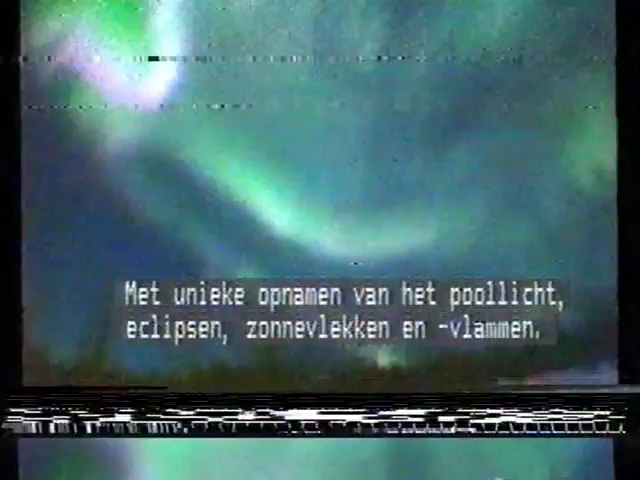 Met unieke opnamen van het poollicht,
eclipsen, zonnevlekken en -vlammen.